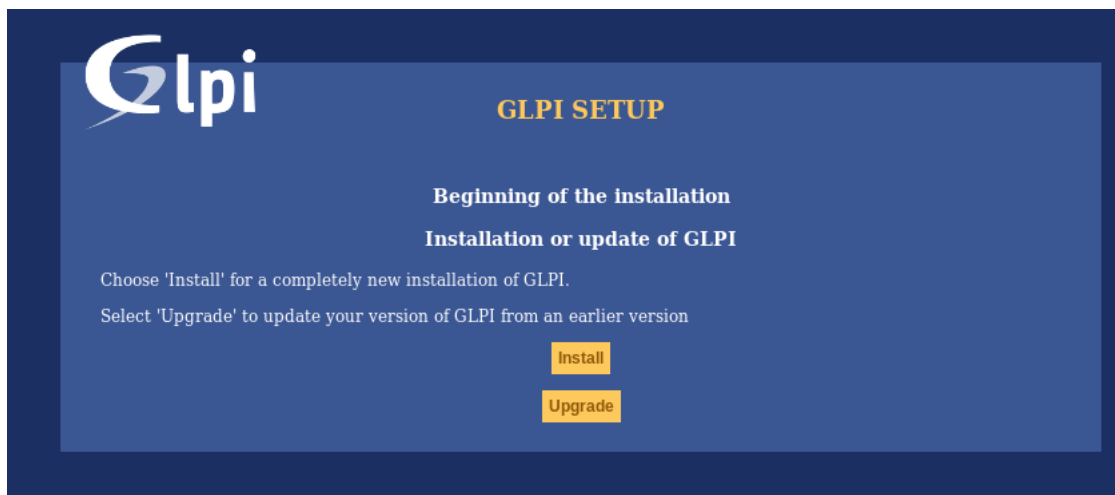 Glpi
GLPI SETUP
Beginning of the installation
Installation or update of GLPI
Choose 'Install' for a completely new installation of GLPI.
Select 'Upgrade' to update your version of GLPI from an earlier version
Install
Upgrade